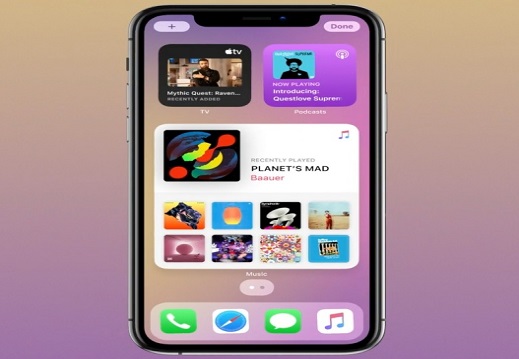 +
Done
tv
Mythic Quest: Raven...
RECENTLY ADDED
TV
NOW PLAYING
Introducing:
Questlove Suprem
Podcasts
RECENTLY PLAYED
PLANET'S MAD
Baauer
Music